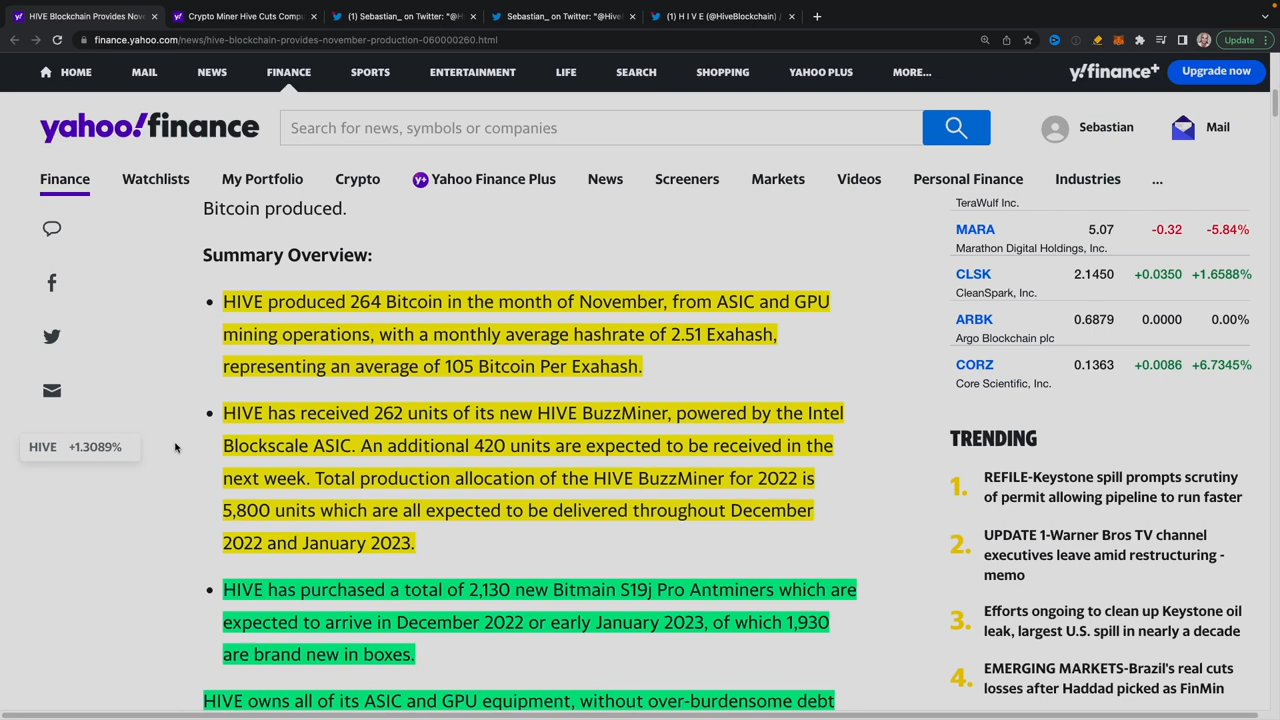 HIVE Blockchain Provides Nove
Crypto Miner Hive Cuts Compu
(1) Sebastian_ on Twitter: "@H
Sebastian_ on Twitter: "@Hive
(1) H I V E (@HiveBlockchain) /
finance.yahoo.com/news/hive-blockchain-provides-november-production-060000260.html
Update
HOME MAIL NEWS FINANCE SPORTS ENTERTAINMENT LIFE SEARCH SHOPPING YAHOO PLUS MORE...
y!finance+ Upgrade now
yahoo!finance
Search for news, symbols or companies
Sebastian
Mail
Finance Watchlists My Portfolio Crypto Yahoo Finance Plus News Screeners Markets Videos Personal Finance Industries ...
Bitcoin produced.
Summary Overview:
• HIVE produced 264 Bitcoin in the month of November, from ASIC and GPU
mining operations, with a monthly average hashrate of 2.51 Exahash,
representing an average of 105 Bitcoin Per Exahash.
• HIVE has received 262 units of its new HIVE BuzzMiner, powered by the Intel
Blockscale ASIC. An additional 420 units are expected to be received in the
next week. Total production allocation of the HIVE BuzzMiner for 2022 is
5,800 units which are all expected to be delivered throughout December
2022 and January 2023.
• HIVE has purchased a total of 2,130 new Bitmain S19j Pro Antminers which are
expected to arrive in December 2022 or early January 2023, of which 1,930
are brand new in boxes.
HIVE owns all of its ASIC and GPU equipment, without over-burdensome debt
HIVE +1.3089%
TeraWulf Inc.
MARA 5.07 -0.32 -5.84%
Marathon Digital Holdings, Inc.
CLSK 2.1450 +0.0350 +1.6588%
CleanSpark, Inc.
ARBK 0.6879 0.0000 0.00%
Argo Blockchain plc
CORZ 0.1363 +0.0086 +6.7345%
Core Scientific, Inc.
TRENDING
1. REFILE-Keystone spill prompts scrutiny
of permit allowing pipeline to run faster
2. UPDATE 1-Warner Bros TV channel
executives leave amid restructuring -
memo
3. Efforts ongoing to clean up Keystone oil
leak, largest U.S. spill in nearly a decade
4. EMERGING MARKETS-Brazil's real cuts
losses after Haddad picked as FinMin